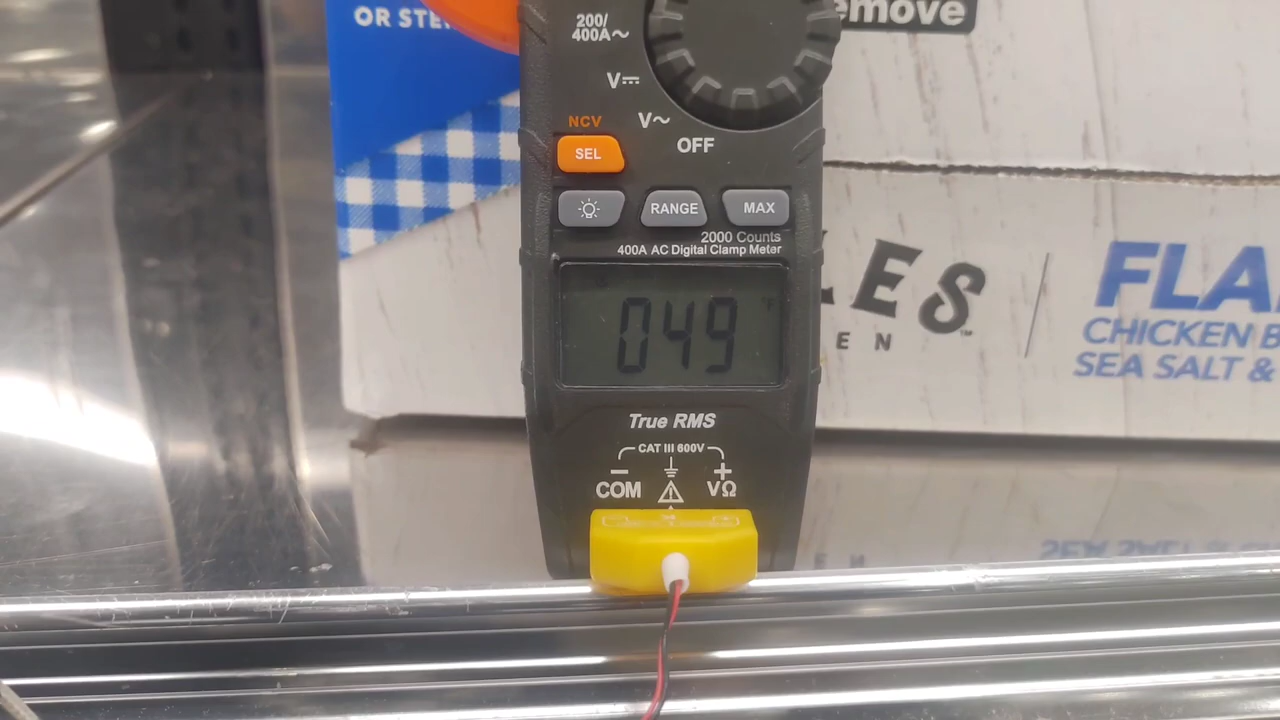 OR STE
emove
200/
400A~
V⎓
V~
OFF
NCV
SEL
RANGE
MAX
2000 Counts
400A AC Digital Clamp Meter
049
°F
LES
EN
™
FLA
CHICKEN B
SEA SALT &
True RMS
CAT III 600V
− +
COM
VΩ